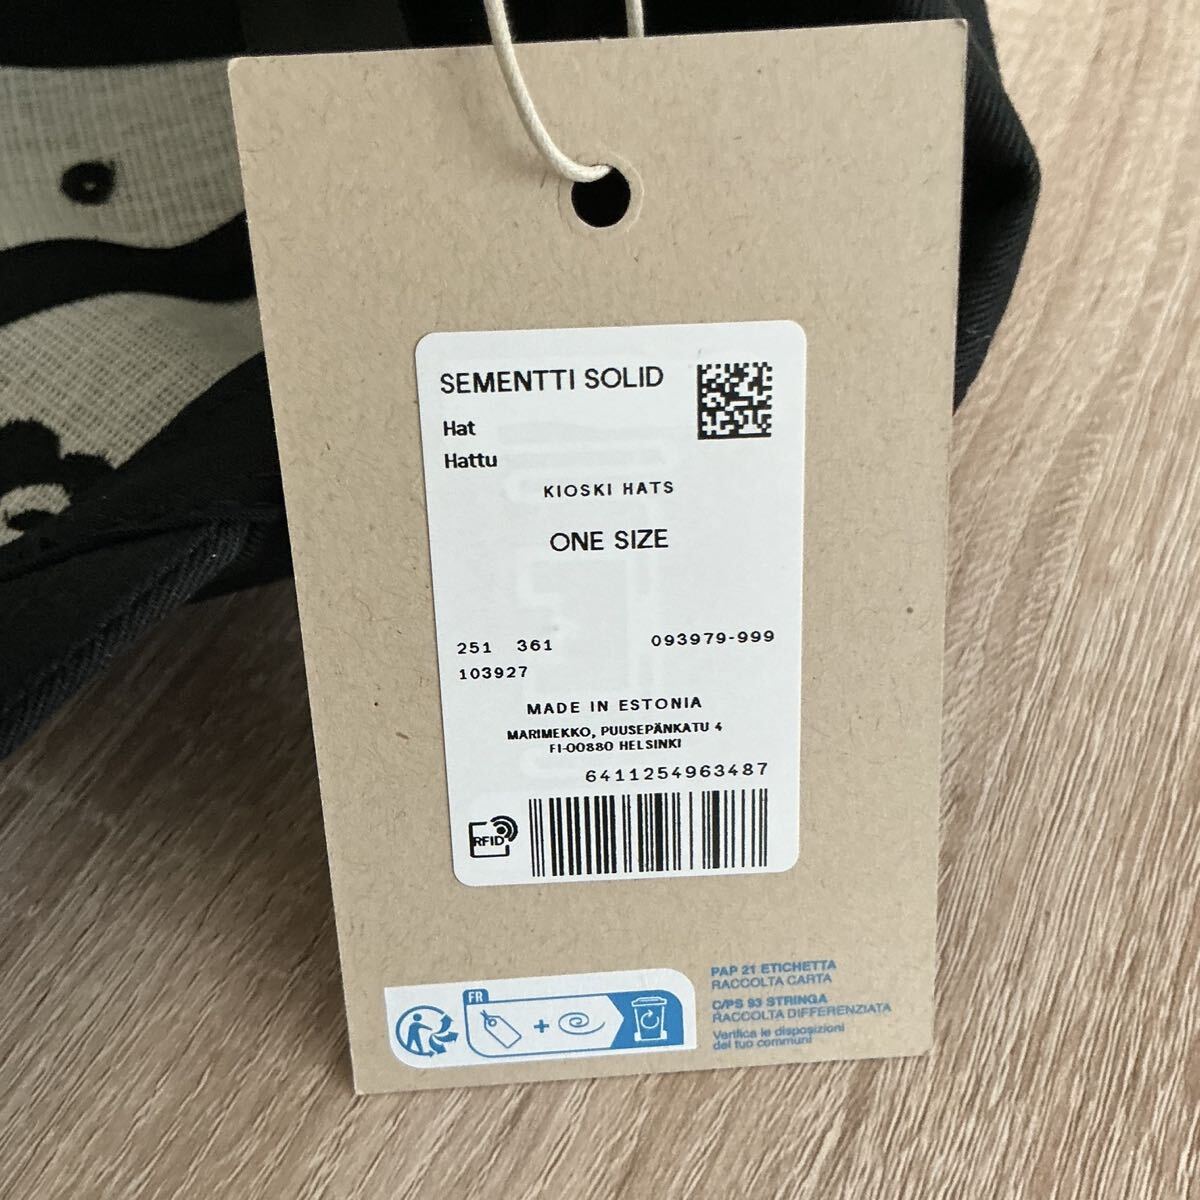 SEMENTTI SOLID
Hat
Hattu
KIOSKI HATS
ONE SIZE
251 361 093979-999
103927
MADE IN ESTONIA
MARIMEKKO, PUUSEPÄNKATU 4
FI-00880 HELSINKI
6411254963487
RFID
FR
+
PAP 21 ETICHETTA
RACCOLTA CARTA
C/PS 93 STRINGA
RACCOLTA DIFFERENZIATA
Verifica le disposizioni
del tuo communi